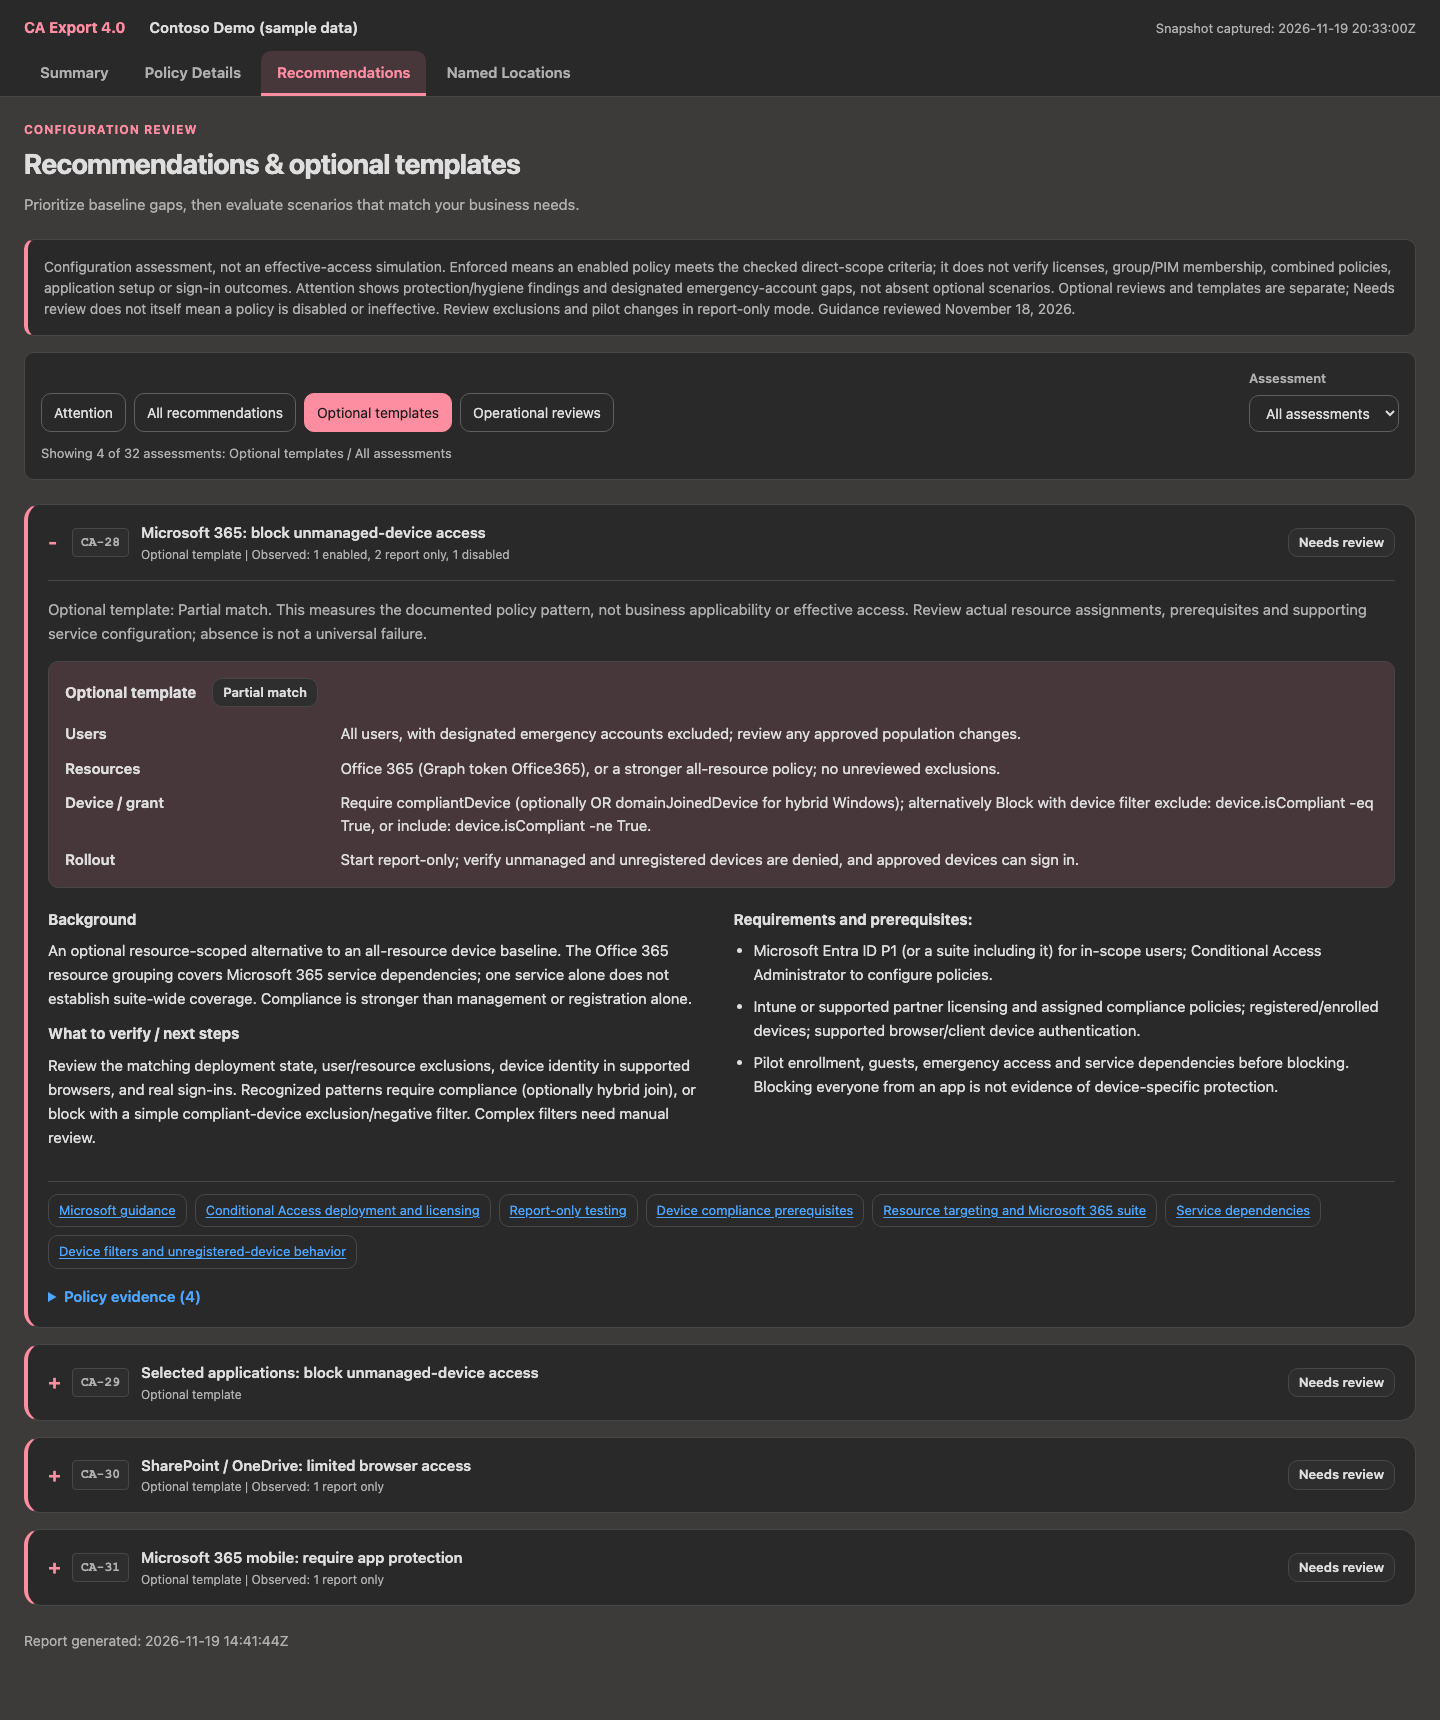 CA Export 4.0
Contoso Demo (sample data)
Snapshot captured: 2026-11-19 20:33:00Z
Summary
Policy Details
Recommendations
Named Locations
CONFIGURATION REVIEW
Recommendations & optional templates
Prioritize baseline gaps, then evaluate scenarios that match your business needs.
Configuration assessment, not an effective-access simulation. Enforced means an enabled policy meets the checked direct-scope criteria; it does not verify licenses, group/PIM membership, combined policies,
application setup or sign-in outcomes. Attention shows protection/hygiene findings and designated emergency-account gaps, not absent optional scenarios. Optional reviews and templates are separate; Needs
review does not itself mean a policy is disabled or ineffective. Review exclusions and pilot changes in report-only mode. Guidance reviewed November 18, 2026.
Assessment
Attention
All recommendations
Optional templates
Operational reviews
All assessments
Showing 4 of 32 assessments: Optional templates / All assessments
-
CA-28
Microsoft 365: block unmanaged-device access
Optional template | Observed: 1 enabled, 2 report only, 1 disabled
Needs review
Optional template: Partial match. This measures the documented policy pattern, not business applicability or effective access. Review actual resource assignments, prerequisites and supporting
service configuration; absence is not a universal failure.
Optional template
Partial match
Users
All users, with designated emergency accounts excluded; review any approved population changes.
Resources
Office 365 (Graph token Office365), or a stronger all-resource policy; no unreviewed exclusions.
Device / grant
Require compliantDevice (optionally OR domainJoinedDevice for hybrid Windows); alternatively Block with device filter exclude: device.isCompliant -eq
True, or include: device.isCompliant -ne True.
Rollout
Start report-only; verify unmanaged and unregistered devices are denied, and approved devices can sign in.
Background
An optional resource-scoped alternative to an all-resource device baseline. The Office 365
resource grouping covers Microsoft 365 service dependencies; one service alone does not
establish suite-wide coverage. Compliance is stronger than management or registration alone.
What to verify / next steps
Review the matching deployment state, user/resource exclusions, device identity in supported
browsers, and real sign-ins. Recognized patterns require compliance (optionally hybrid join), or
block with a simple compliant-device exclusion/negative filter. Complex filters need manual
review.
Requirements and prerequisites:
• Microsoft Entra ID P1 (or a suite including it) for in-scope users; Conditional Access
Administrator to configure policies.
• Intune or supported partner licensing and assigned compliance policies; registered/enrolled
devices; supported browser/client device authentication.
• Pilot enrollment, guests, emergency access and service dependencies before blocking.
Blocking everyone from an app is not evidence of device-specific protection.
Microsoft guidance
Conditional Access deployment and licensing
Report-only testing
Device compliance prerequisites
Resource targeting and Microsoft 365 suite
Service dependencies
Device filters and unregistered-device behavior
Policy evidence (4)
+
CA-29
Selected applications: block unmanaged-device access
Optional template
Needs review
+
CA-30
SharePoint / OneDrive: limited browser access
Optional template | Observed: 1 report only
Needs review
+
CA-31
Microsoft 365 mobile: require app protection
Optional template | Observed: 1 report only
Needs review
Report generated: 2026-11-19 14:41:44Z